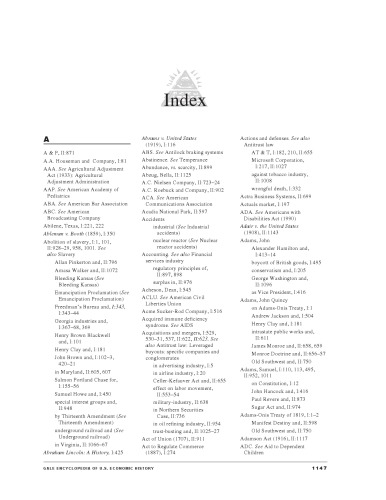 Index
A
A & P, II:871
A.A. Houseman and Company, I:81
AAA. See Agricultural Adjustment
Act (1933); Agricultural
Adjustment Administration
AAP. See American Academy of
Pediatrics
ABA. See American Bar Association
ABC. See American
Broadcasting Company
Abilene, Texas, I:221, 222
Ableman v. Booth (1859), I:391
Abolition of slavery, I:1, 101,
II:928–29, 958, 1001. See
also Slavery
Allan Pinkerton and, II:796
Amasa Walker and, II:1072
Bleeding Kansas (See
Bleeding Kansas)
Emancipation Proclamation (See
Emancipation Proclamation)
Freedman's Bureau and, I:343,
I:343–44
Georgia industries and,
I:367–68, 369
Henry Brown Blackwell
and, I:101
Henry Clay and, I:181
John Brown and, I:102–3,
420–21
in Maryland, II:605, 607
Salmon Portland Chase for,
I:155–56
Samuel Howe and, I:450
special interest groups and,
II:948
by Thirteenth Amendment (See
Thirteenth Amendment)
underground railroad and (See
Underground railroad)
in Virginia, II:1066–67
Abraham Lincoln: A History, I:425
Abrams v. United States
(1919), I:116
ABS. See Antilock braking systems
Abstinence. See Temperance
Abundance, vs. scarcity, II:899
Abzug, Bella, II:1125
A.C. Nielsen Company, II:723–24
A.C. Roebuck and Company, II:902
ACA. See American
Communications Association
Acadia National Park, II:597
Accidents
industrial (See Industrial
accidents)
nuclear reactor (See Nuclear
reactor accidents)
Accounting. See also Financial
services industry
regulatory principles of,
II:897, 898
surplus in, II:976
Acheson, Dean, I:545
ACLU. See American Civil
Liberties Union
Acme Sucker-Rod Company, I:516
Acquired immune deficiency
syndrome. See AIDS
Acquisitions and mergers, I:529,
530–31, 537, II:622, II:623. See
also Antitrust law; Leveraged
buyouts; specific companies and
conglomerates
in advertising industry, I:5
in airline industry, I:20
Celler-Kefauver Act and, II:655
effect on labor movement,
II:553–54
military-industry, II:638
in Northern Securities
Case, II:736
in oil refining industry, II:954
trust-busting and, II:1025–27
Act of Union (1707), II:911
Act to Regulate Commerce
(1887), I:274
Actions and defenses. See also
Antitrust law
AT & T, I:182, 210, II:655
Microsoft Corporation,
I:217, II:1027
against tobacco industry,
II:1008
wrongful death, I:332
Actra Business Systems, II:699
Actuals market, I:197
ADA. See Americans with
Disabilities Act (1990)
Adair v. the United States
(1908), II:1143
Adams, John
Alexander Hamilton and,
I:413–14
boycott of British goods, I:495
conservatism and, I:205
George Washington and,
II:1096
as Vice President, I:416
Adams, John Quincy
on Adams-Onís Treaty, I:1
Andrew Jackson and, I:504
Henry Clay and, I:181
intrastate public works and,
II:611
James Monroe and, II:658, 659
Monroe Doctrine and, II:656–57
Old Southwest and, II:750
Adams, Samuel, I:110, 113, 495,
II:952, 1011
on Constitution, I:12
John Hancock and, I:416
Paul Revere and, II:873
Sugar Act and, II:974
Adams-Onís Treaty of 1819, I:1–2
Manifest Destiny and, II:598
Old Southwest and, II:750
Adamson Act (1916), II:1117
ADC. See Aid to Dependent
Children
GALE ENCYCLOPEDIA OF U.S. ECONOMIC HISTORY
1147